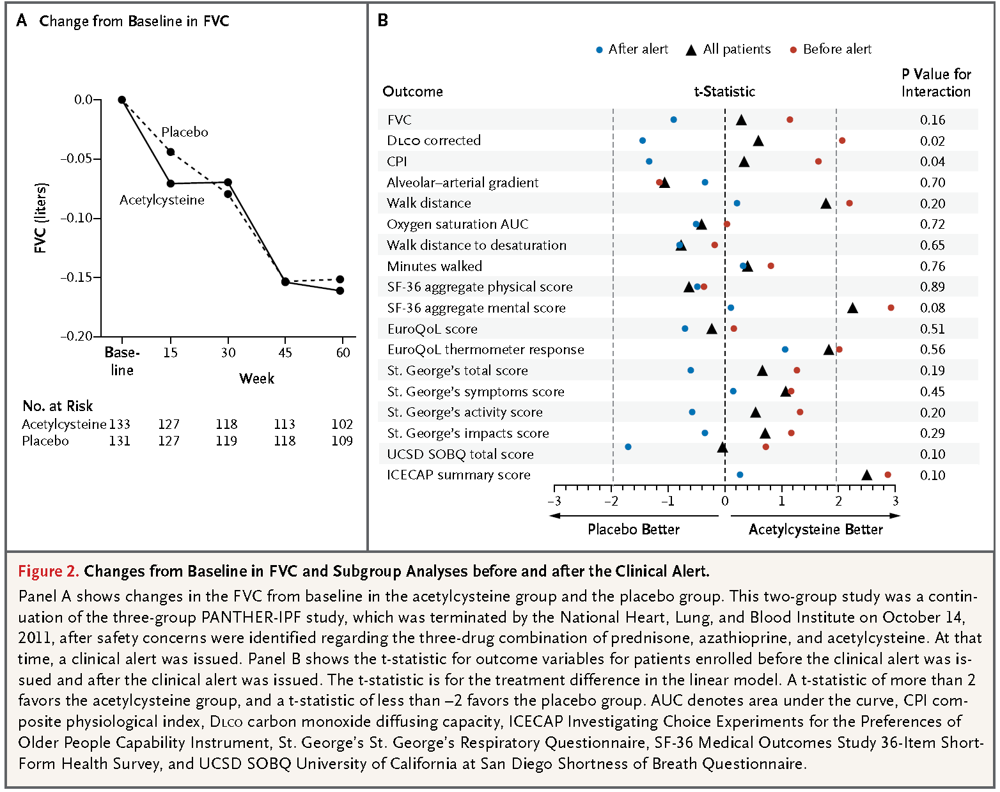 A Change from Baseline in FVC
0.0
–0.05
–0.10
–0.15
–0.20
FVC (liters)
Placebo
Acetylcysteine
Base-
line
15
30
45
60
Week
No. at Risk
Acetylcysteine 133 127 118 113 102
Placebo 131 127 119 118 109
B
After alert All patients Before alert
Outcome t-Statistic P Value for
Interaction
FVC 0.16
DLCO corrected 0.02
CPI 0.04
Alveolar–arterial gradient 0.70
Walk distance 0.20
Oxygen saturation AUC 0.72
Walk distance to desaturation 0.65
Minutes walked 0.76
SF-36 aggregate physical score 0.89
SF-36 aggregate mental score 0.08
EuroQoL score 0.51
EuroQoL thermometer response 0.56
St. George's total score 0.19
St. George's symptoms score 0.45
St. George's activity score 0.20
St. George's impacts score 0.29
UCSD SOBQ total score 0.10
ICECAP summary score 0.10
–3 –2 –1 0 1 2 3
Placebo Better Acetylcysteine Better
Figure 2. Changes from Baseline in FVC and Subgroup Analyses before and after the Clinical Alert.
Panel A shows changes in the FVC from baseline in the acetylcysteine group and the placebo group. This two-group study was a contin-
uation of the three-group PANTHER-IPF study, which was terminated by the National Heart, Lung, and Blood Institute on October 14,
2011, after safety concerns were identified regarding the three-drug combination of prednisone, azathioprine, and acetylcysteine. At that
time, a clinical alert was issued. Panel B shows the t-statistic for outcome variables for patients enrolled before the clinical alert was is-
sued and after the clinical alert was issued. The t-statistic is for the treatment difference in the linear model. A t-statistic of more than 2
favors the acetylcysteine group, and a t-statistic of less than –2 favors the placebo group. AUC denotes area under the curve, CPI com-
posite physiological index, DLCO carbon monoxide diffusing capacity, ICECAP Investigating Choice Experiments for the Preferences of
Older People Capability Instrument, St. George's St. George's Respiratory Questionnaire, SF-36 Medical Outcomes Study 36-Item Short-
Form Health Survey, and UCSD SOBQ University of California at San Diego Shortness of Breath Questionnaire.